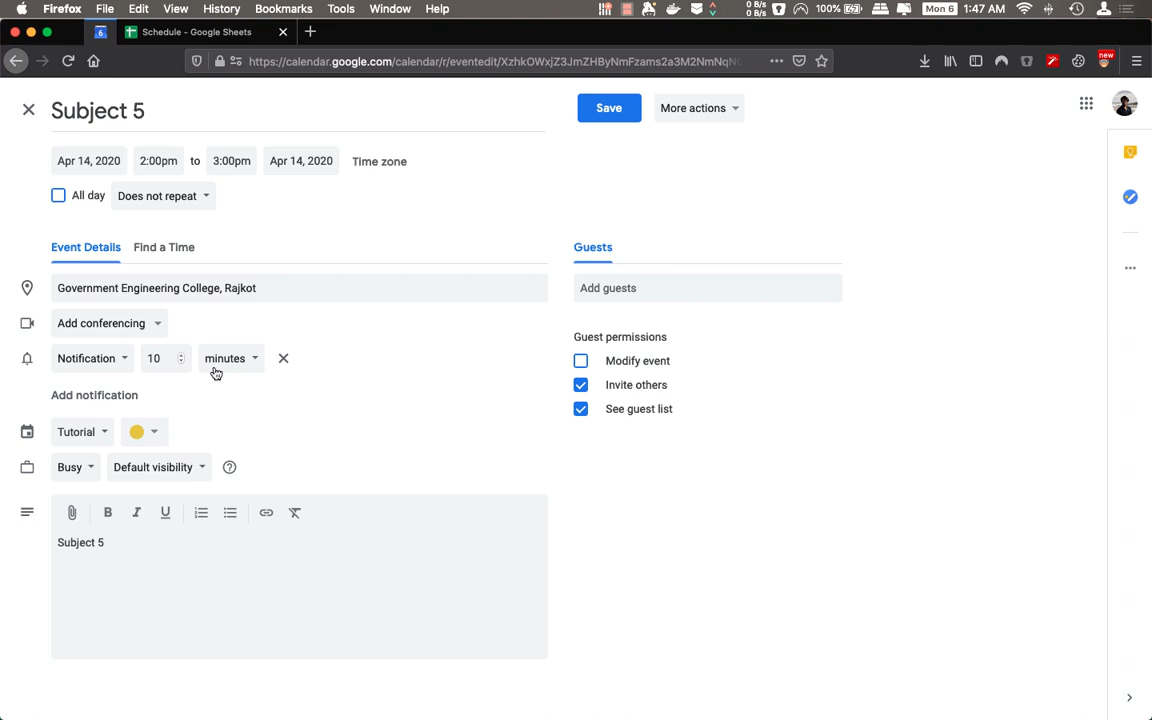 Firefox File Edit View History Bookmarks Tools Window Help
0 B/s
0 B/s
100%
Mon 6 1:47 AM
6 Schedule - Google Sheets
https://calendar.google.com/calendar/r/eventedit/
new
Subject 5
Save
More actions
Apr 14, 2020 2:00pm to 3:00pm Apr 14, 2020 Time zone
All day Does not repeat
Event Details Find a Time
Guests
Government Engineering College, Rajkot
Add guests
Add conferencing
Guest permissions
Notification 10 minutes
Modify event
Invite others
Add notification
See guest list
Tutorial
Busy Default visibility
B I U
Subject 5